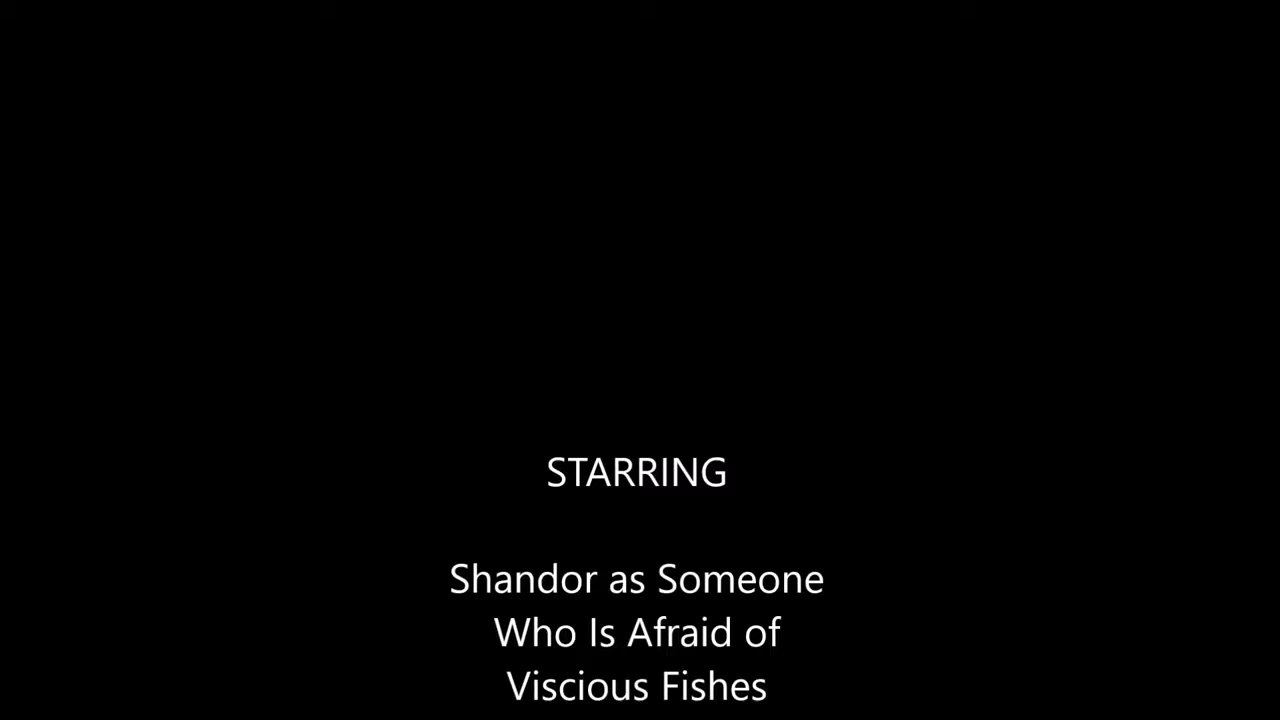 STARRING
Shandor as Someone
Who Is Afraid of
Viscious Fishes